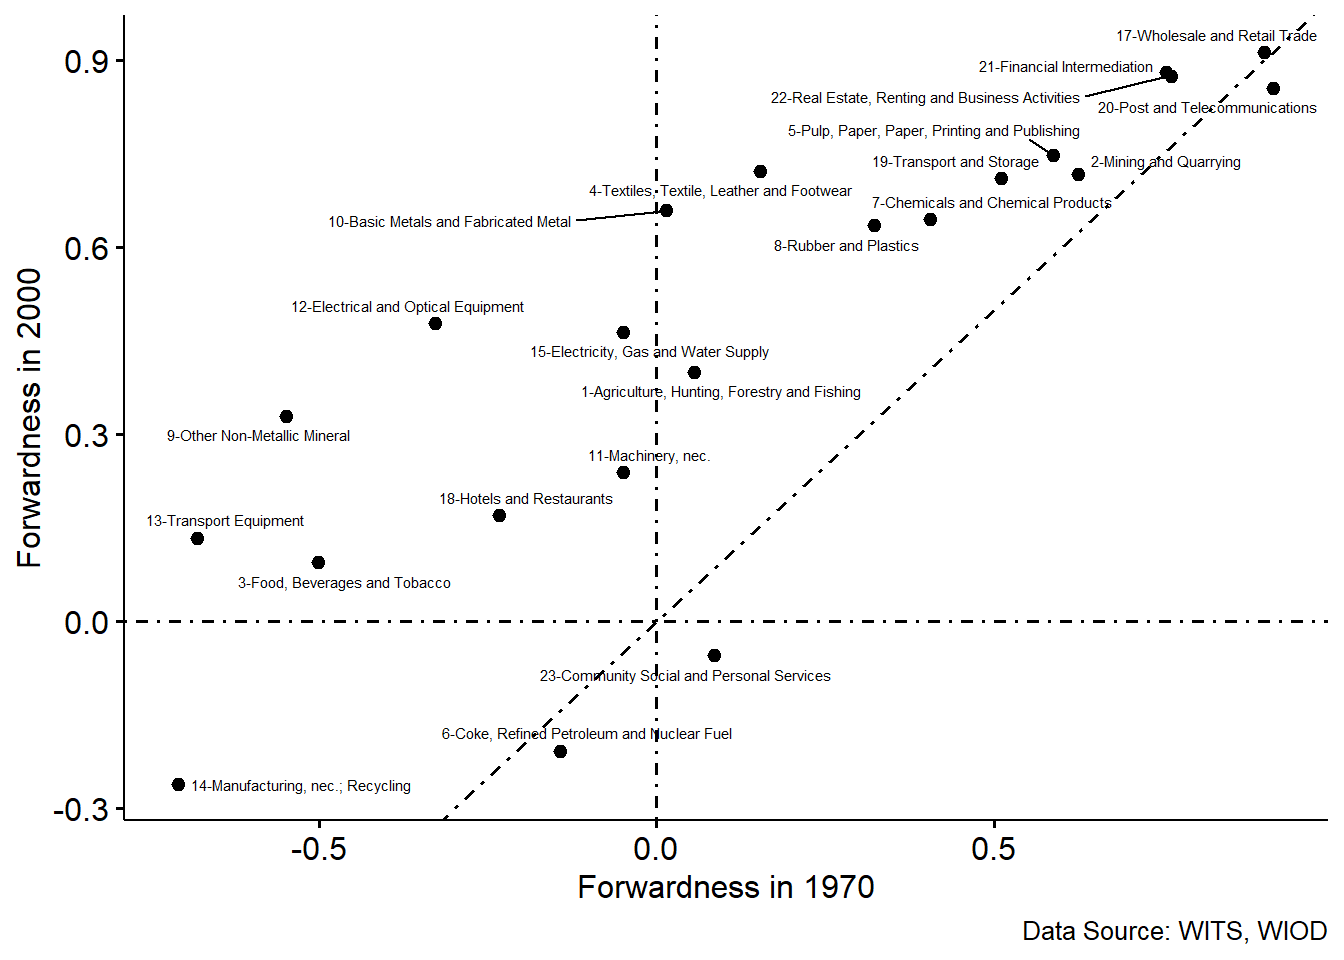 17-Wholesale and Retail Trade
0.9
21-Financial Intermediation
22-Real Estate, Renting and Business Activities
20-Post and Telecommunications
5-Pulp, Paper, Paper, Printing and Publishing
19-Transport and Storage
2-Mining and Quarrying
4-Textiles, Textile, Leather and Footwear
7-Chemicals and Chemical Products
10-Basic Metals and Fabricated Metal
0.6
8-Rubber and Plastics
12-Electrical and Optical Equipment
15-Electricity, Gas and Water Supply
1-Agriculture, Hunting, Forestry and Fishing
0.3
9-Other Non-Metallic Mineral
11-Machinery, nec.
18-Hotels and Restaurants
13-Transport Equipment
3-Food, Beverages and Tobacco
0.0
23-Community Social and Personal Services
6-Coke, Refined Petroleum and Nuclear Fuel
14-Manufacturing, nec.; Recycling
-0.3
Forwardness in 2000
-0.5
0.0
0.5
Forwardness in 1970
Data Source: WITS, WIOD